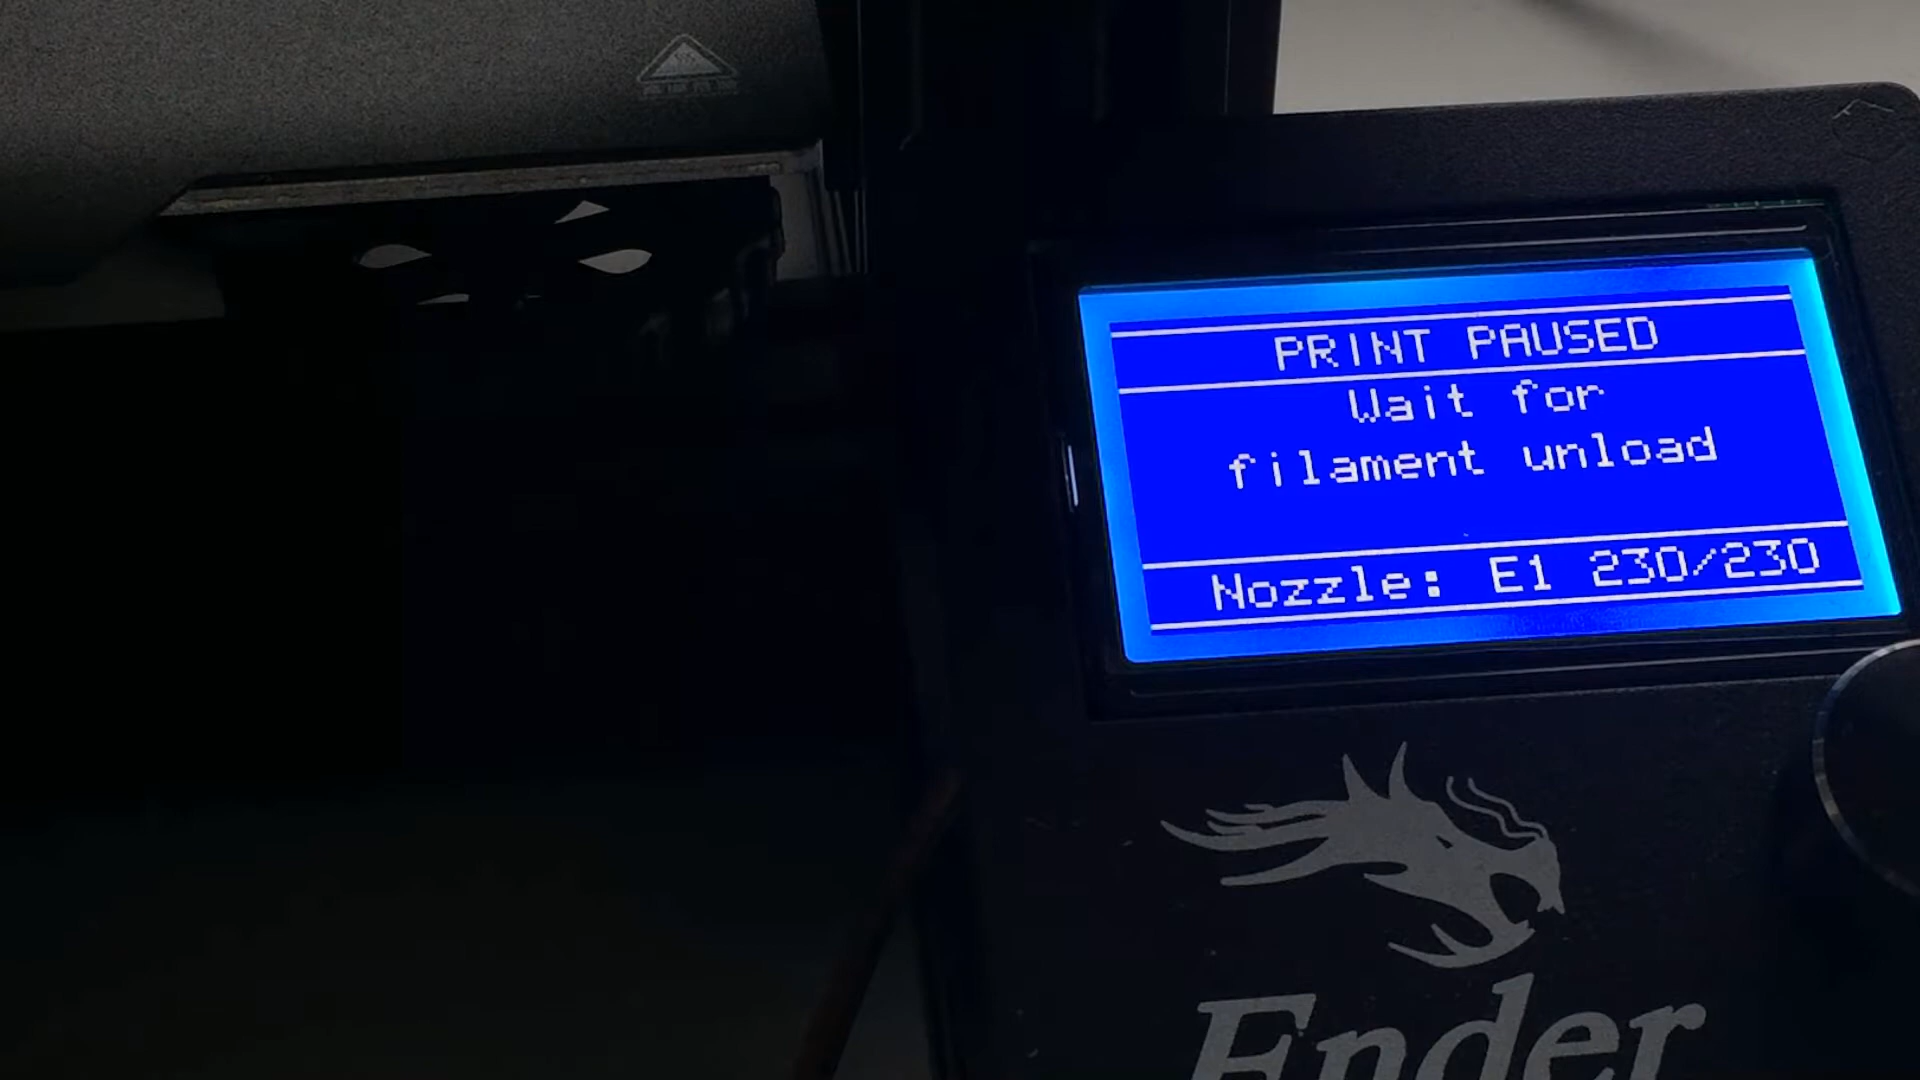 PRINT PAUSED
Wait for
filament unload
Nozzle: E1 230/230
Ender